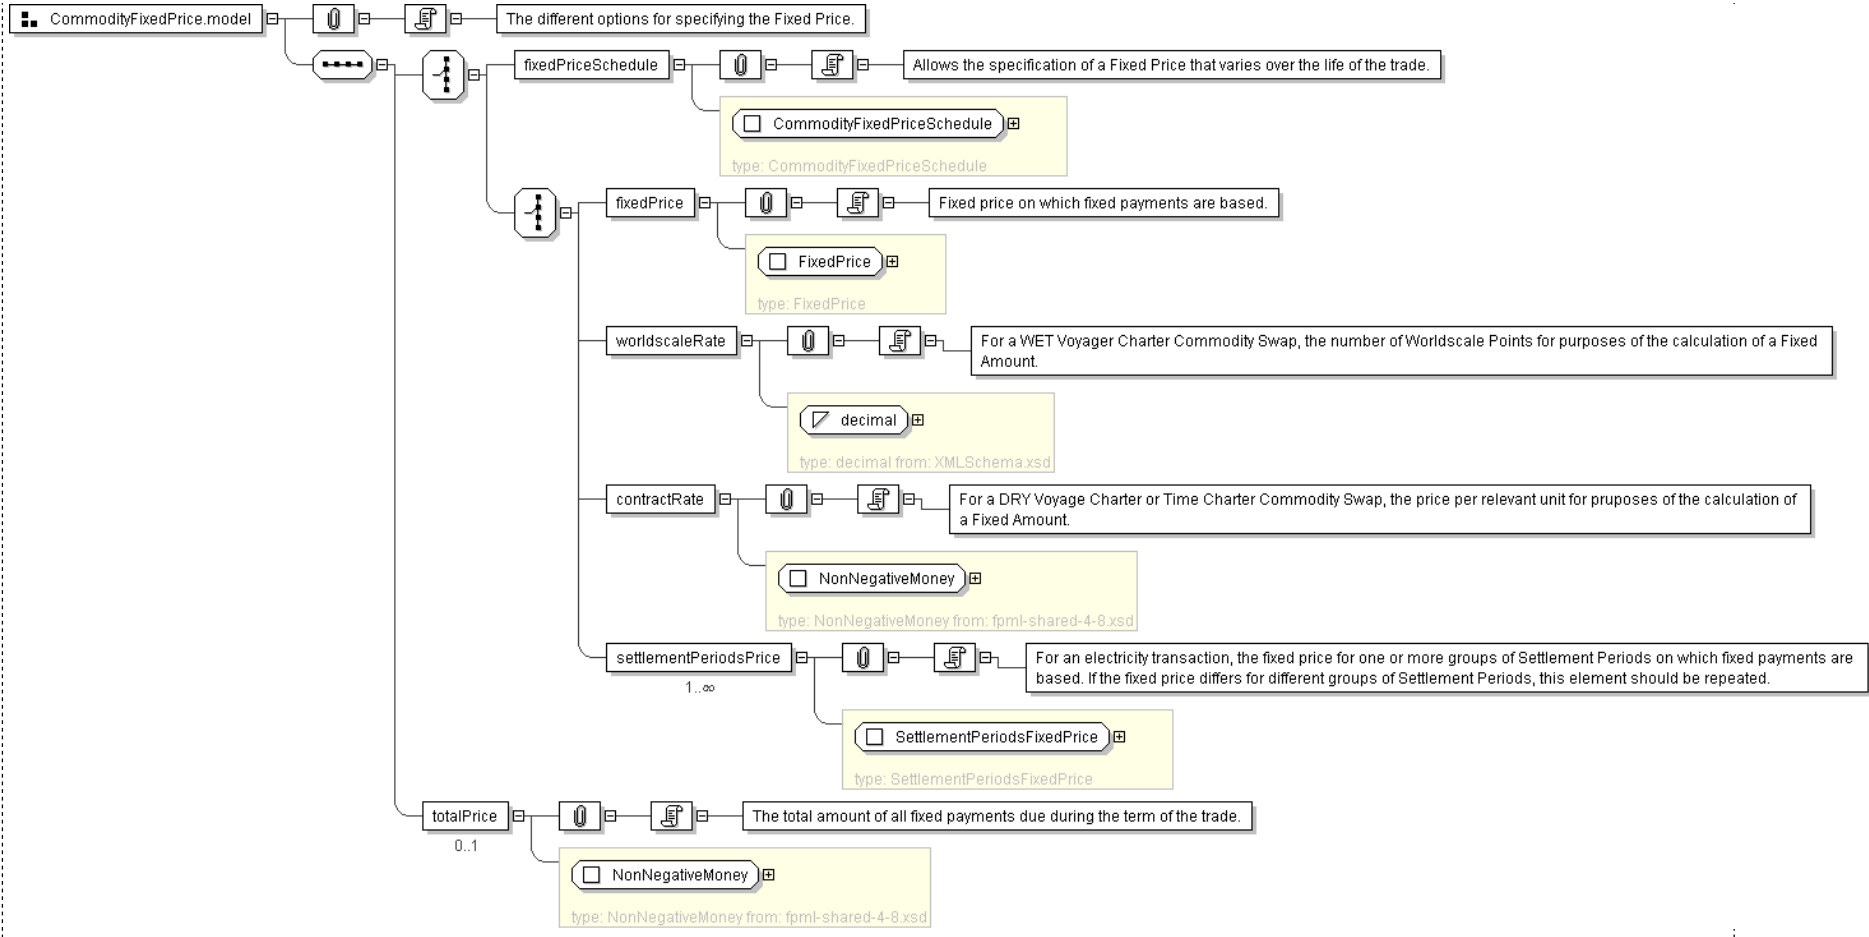 CommodityFixedPrice.model
The different options for specifying the Fixed Price.
fixedPriceSchedule
Allows the specification of a Fixed Price that varies over the life of the trade.
CommodityFixedPriceSchedule
type: CommodityFixedPriceSchedule
fixedPrice
Fixed price on which fixed payments are based.
FixedPrice
type: FixedPrice
worldscaleRate
For a WET Voyager Charter Commodity Swap, the number of Worldscale Points for purposes of the calculation of a Fixed
Amount.
decimal
type: decimal from: XMLSchema.xsd
contractRate
For a DRY Voyage Charter or Time Charter Commodity Swap, the price per relevant unit for pruposes of the calculation of
a Fixed Amount.
NonNegativeMoney
type: NonNegativeMoney from: fpml-shared-4-8.xsd
settlementPeriodsPrice
1..∞
For an electricity transaction, the fixed price for one or more groups of Settlement Periods on which fixed payments are
based. If the fixed price differs for different groups of Settlement Periods, this element should be repeated.
SettlementPeriodsFixedPrice
type: SettlementPeriodsFixedPrice
totalPrice
0..1
The total amount of all fixed payments due during the term of the trade.
NonNegativeMoney
type: NonNegativeMoney from: fpml-shared-4-8.xsd